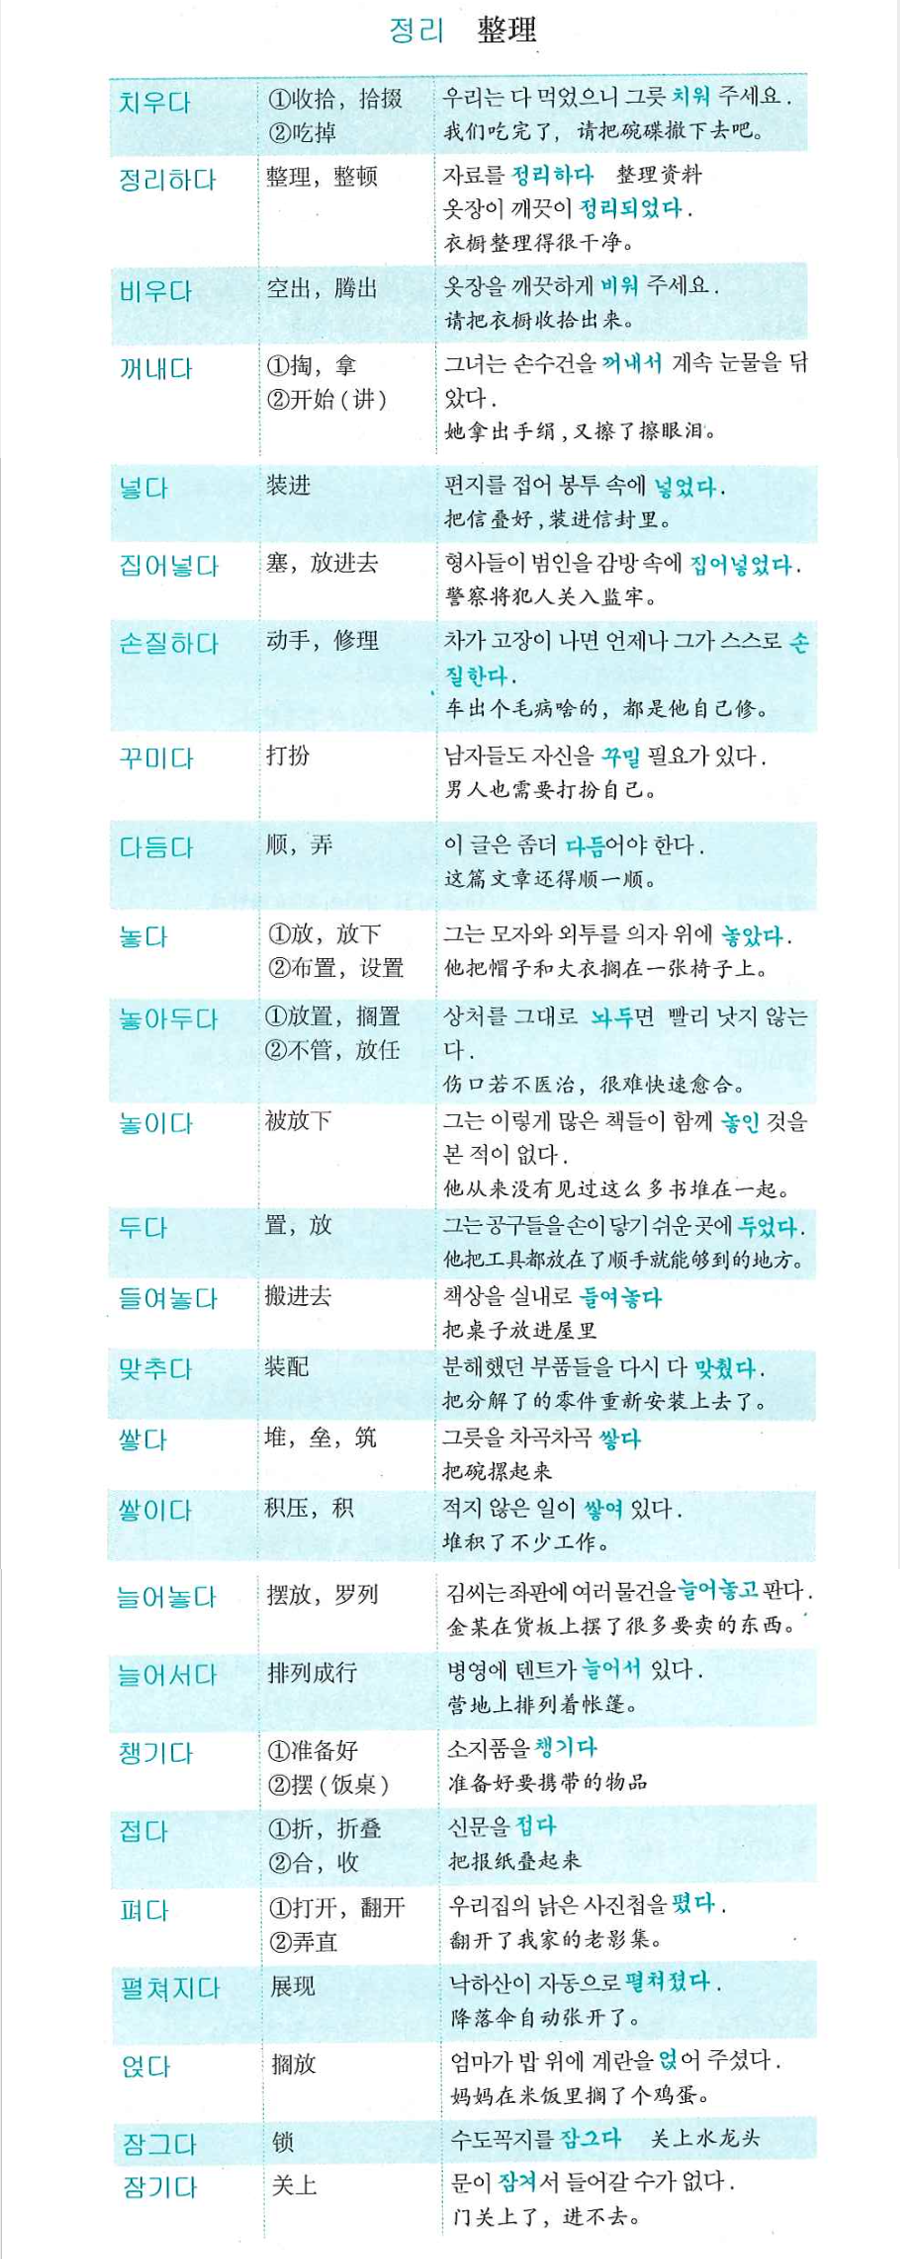 정리 整理
치우다 ①收拾，拾掇 우리는 다 먹었으니 그릇 치워 주세요.
②吃掉 我们吃完了，请把碗碟撤下去吧。
정리하다 整理，整顿 자료를 정리하다 整理资料
옷장이 깨끗이 정리되었다.
衣橱整理得很干净。
비우다 空出，腾出 옷장을 깨끗하게 비워 주세요.
请把衣橱收拾出来。
꺼내다 ①掏，拿 그녀는 손수건을 꺼내서 계속 눈물을 닦
②开始(讲) 았다.
她拿出手绢,又擦了擦眼泪。
넣다 装进 편지를 접어 봉투 속에 넣었다.
把信叠好,装进信封里。
집어넣다 塞，放进去 형사들이 범인을 감방 속에 집어넣었다.
警察将犯人关入监牢。
손질하다 动手，修理 차가 고장이 나면 언제나 그가 스스로 손
질한다.
车出个毛病啥的，都是他自己修。
꾸미다 打扮 남자들도 자신을 꾸밀 필요가 있다.
男人也需要打扮自己。
다듬다 顺，弄 이 글은 좀더 다듬어야 한다.
这篇文章还得顺一顺。
놓다 ①放，放下 그는 모자와 외투를 의자 위에 놓았다.
②布置，设置 他把帽子和大衣搁在一张椅子上。
놓아두다 ①放置，搁置 상처를 그대로 놔두면 빨리 낫지 않는
②不管，放任 다.
伤口若不医治，很难快速愈合。
놓이다 被放下 그는 이렇게 많은 책들이 함께 놓인 것을
본 적이 없다.
他从来没有见过这么多书堆在一起。
두다 置，放 그는 공구들을 손이 닿기 쉬운 곳에 두었다.
他把工具都放在了顺手就能够到的地方。
들여놓다 搬进去 책상을 실내로 들여놓다
把桌子放进屋里
맞추다 装配 분해했던 부품들을 다시 다 맞췄다.
把分解了的零件重新安装上去了。
쌓다 堆，垒，筑 그릇을 차곡차곡 쌓다
把碗摞起来
쌓이다 积压，积 적지 않은 일이 쌓여 있다.
堆积了不少工作。
늘어놓다 摆放，罗列 김씨는 좌판에 여러 물건을 늘어놓고 판다.
金某在货板上摆了很多要卖的东西。
늘어서다 排列成行 병영에 텐트가 늘어서 있다.
营地上排列着帐篷。
챙기다 ①准备好 소지품을 챙기다
②摆(饭桌) 准备好要携带的物品
접다 ①折，折叠 신문을 접다
②合，收 把报纸叠起来
펴다 ①打开，翻开 우리집의 낡은 사진첩을 폈다.
②弄直 翻开了我家的老影集。
펼쳐지다 展现 낙하산이 자동으로 펼쳐졌다.
降落伞自动张开了。
얹다 搁放 엄마가 밥 위에 계란을 얹어 주셨다.
妈妈在米饭里搁了个鸡蛋。
잠그다 锁 수도꼭지를 잠그다 关上水龙头
잠기다 关上 문이 잠겨서 들어갈 수가 없다.
门关上了，进不去。